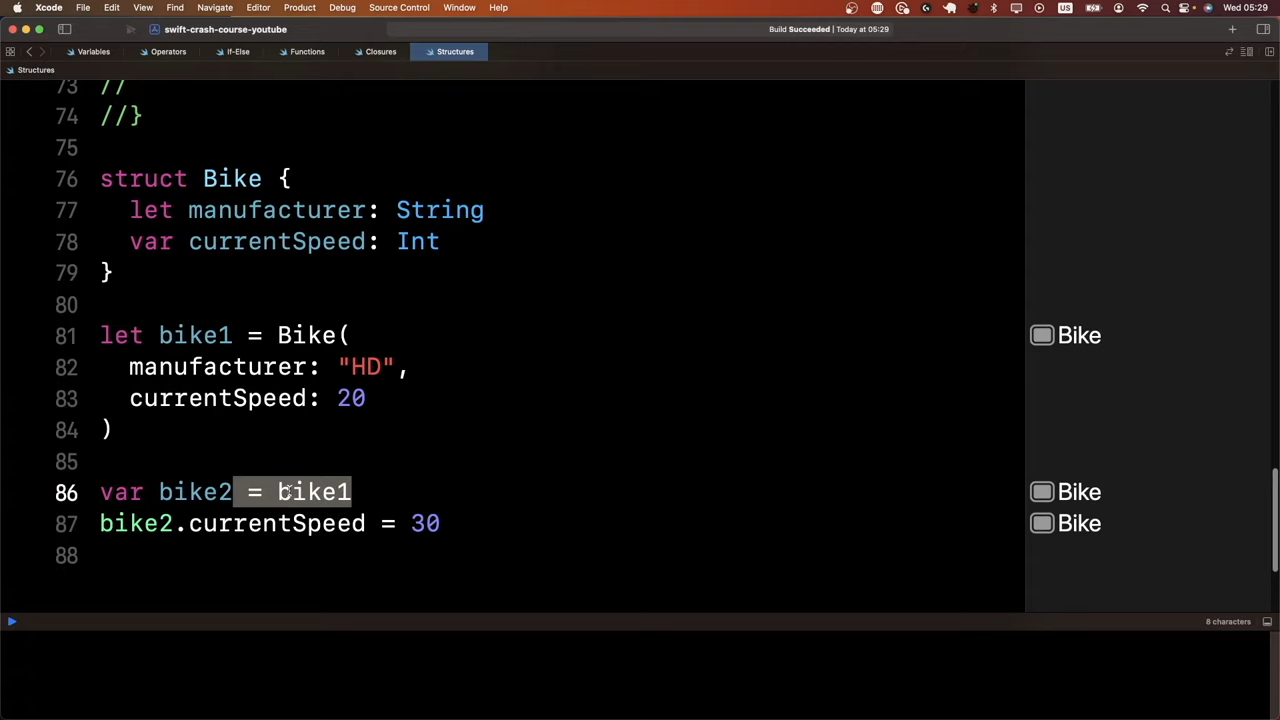 Xcode File Edit View Find Navigate Editor Product Debug Source Control Window Help Wed 05:29
swift-crash-course-youtube Build Succeeded | Today at 05:29
Variables Operators If-Else Functions Closures Structures
Structures
73 //
74 //}
75
76 struct Bike {
77 let manufacturer: String
78 var currentSpeed: Int
79 }
80
81 let bike1 = Bike( Bike
82 manufacturer: "HD",
83 currentSpeed: 20
84 )
85
86 var bike2 = bike1 Bike
87 bike2.currentSpeed = 30 Bike
88
8 characters